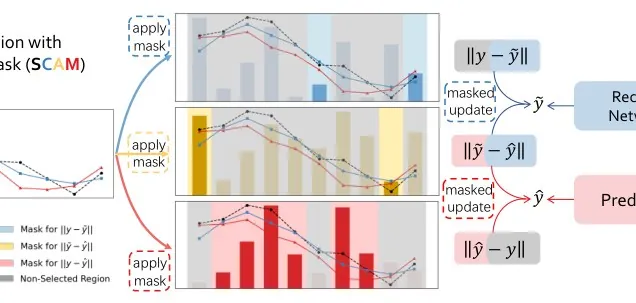 ion with
ask (SCAM)
apply
mask
apply
mask
apply
mask
Mask for ||y − ỹ||
Mask for ||ỹ − ŷ||
Mask for ||y − ŷ||
Non-Selected Region
‖y − ỹ‖
masked
update
ỹ
Rec
Netw
‖ỹ − ŷ‖
masked
update
ŷ
Pred
‖ŷ − y‖